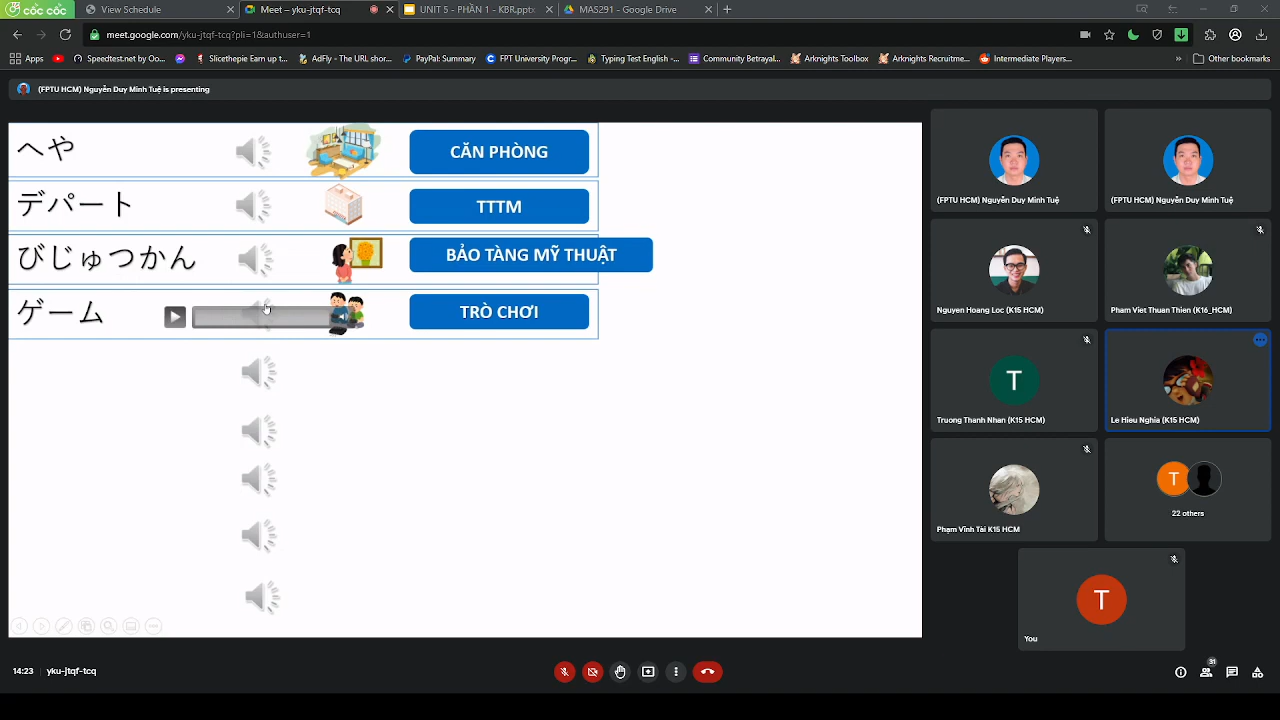 cốc cốc
View Schedule
Meet – yku-jtqf-tcq
UNIT 5 - PHẦN 1 - KBR.pptx
MAS291 - Google Drive
meet.google.com/yku-jtqf-tcq?pli=1&authuser=1
Apps
Speedtest.net by Oo...
Slicethepie Earn up t...
AdFly - The URL shor...
PayPal: Summary
FPT University Progr...
Typing Test English -...
Community Betrayal...
Arknights Toolbox
Arknights Recruitme...
Intermediate Players...
Other bookmarks
(FPTU HCM) Nguyễn Duy Minh Tuệ is presenting
へや
CĂN PHÒNG
デパート
TTTM
びじゅつかん
BẢO TÀNG MỸ THUẬT
ゲーム
TRÒ CHƠI
(FPTU HCM) Nguyễn Duy Minh Tuệ
(FPTU HCM) Nguyễn Duy Minh Tuệ
Nguyen Hoang Loc (K15 HCM)
Pham Viet Thuan Thien (K16_HCM)
T
Truong Thanh Nhan (K15 HCM)
Le Hieu Nghia (K15 HCM)
Phạm Vĩnh Tài K15 HCM
T
22 others
T
You
14:23
yku-jtqf-tcq
31